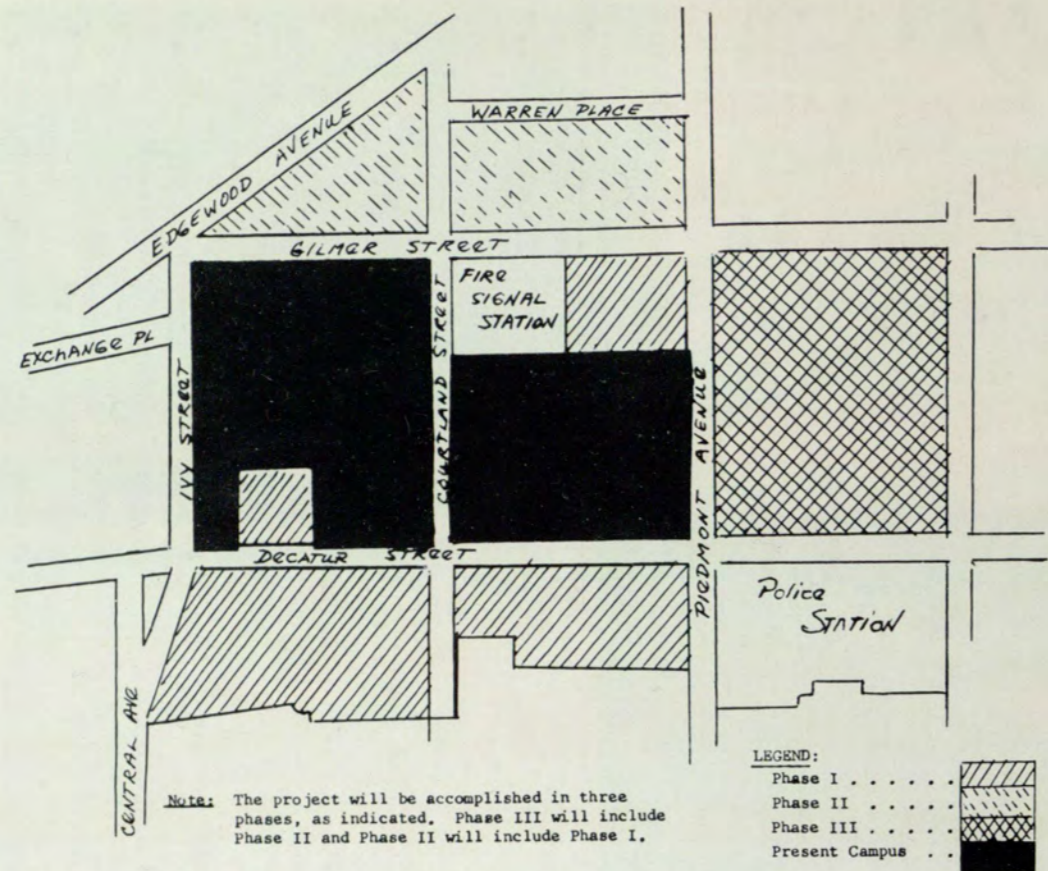 WARREN PLACE
EDGEWOOD AVENUE
GILMER STREET
FIRE
SIGNAL
STATION
EXCHANGE PL
IVY STREET
COURTLAND STREET
PIEDMONT AVENUE
DECATUR STREET
Police
STATION
CENTRAL AVE
Note: The project will be accomplished in three
phases, as indicated. Phase III will include
Phase II and Phase II will include Phase I.
LEGEND:
Phase I . . . . . .
Phase II . . . . .
Phase III . . . .
Present Campus . .